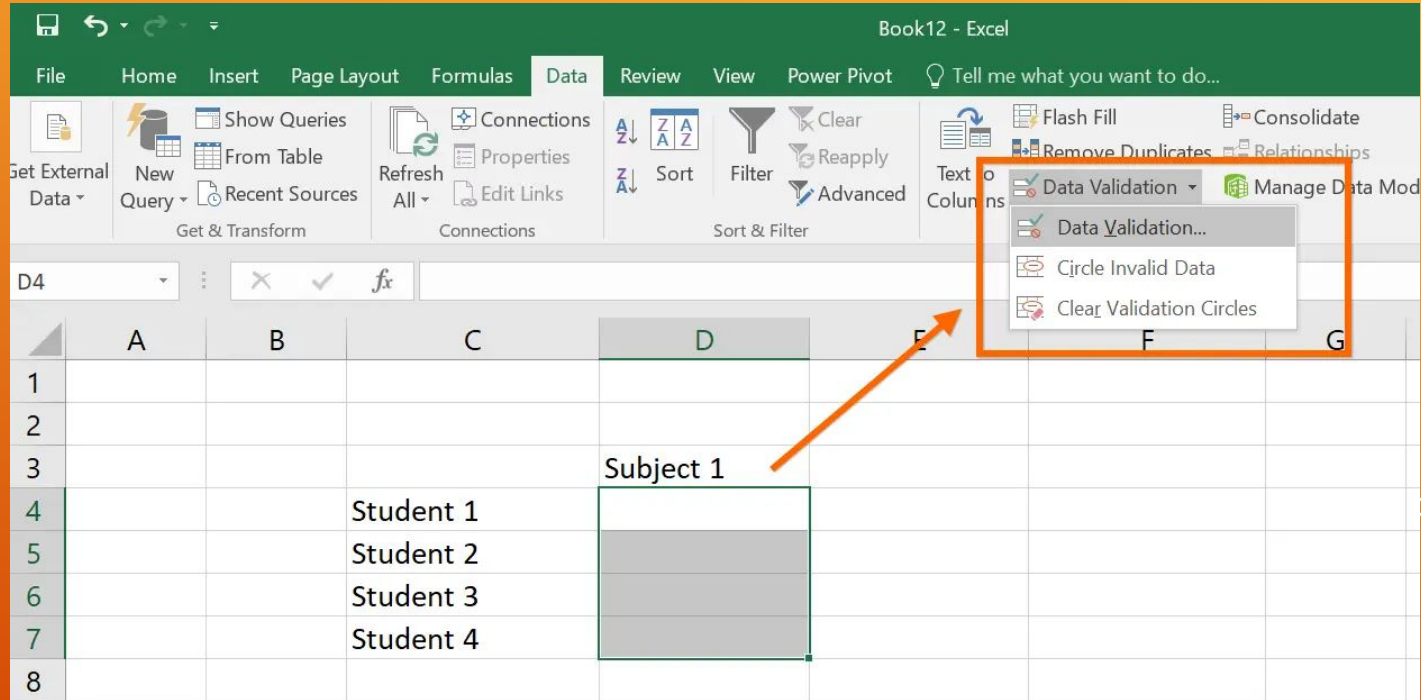 Book12 - Excel
File Home Insert Page Layout Formulas Data Review View Power Pivot Tell me what you want to do...
Get External Data
New Query
Show Queries
From Table
Recent Sources
Get & Transform
Refresh All
Connections
Properties
Edit Links
Connections
Sort
Filter
Clear
Reapply
Advanced
Sort & Filter
Text to Columns
Flash Fill
Remove Duplicates
Data Validation
Consolidate
Relationships
Manage Data Mod
Data Validation...
Circle Invalid Data
Clear Validation Circles
D4 fx
A B C D E F G
1
2
3 Subject 1
4 Student 1
5 Student 2
6 Student 3
7 Student 4
8